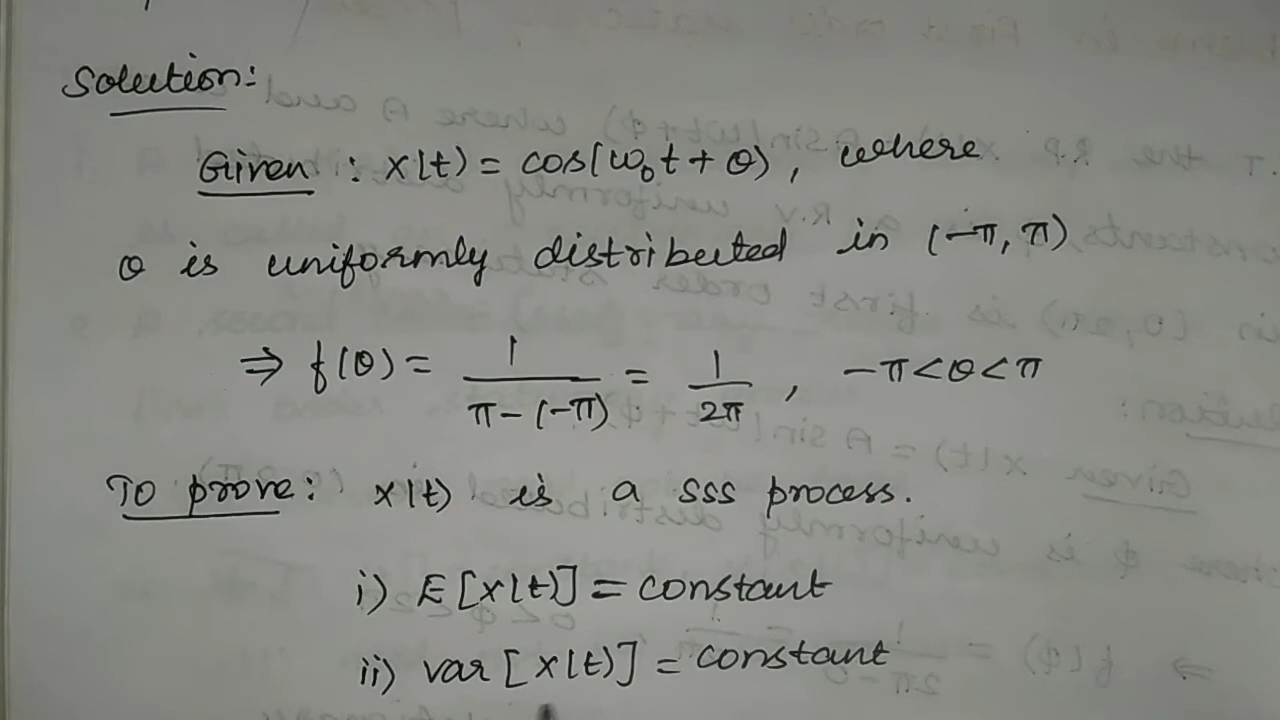 Solution:
Given : X(t) = cos(ω₀t + θ), where
θ is uniformly distributed in (-π, π)
⇒ f(θ) = 1/(π-(-π)) = 1/2π , -π<θ<π
To prove: X(t) is a SSS process.
i) E[X(t)] = constant
ii) var[X(t)] = constant